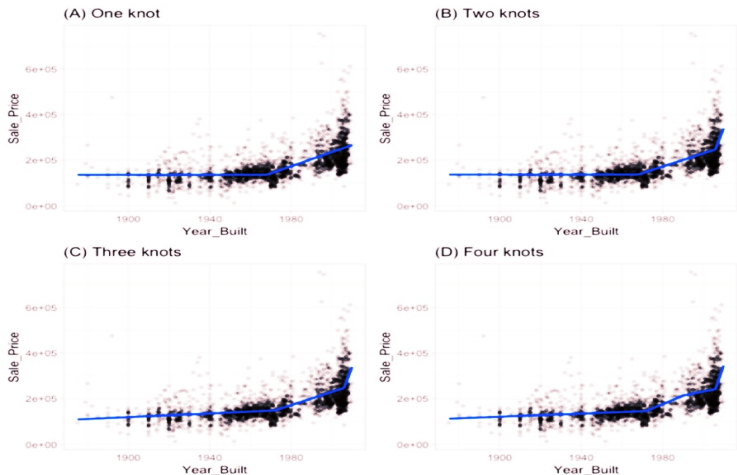 (A) One knot
(B) Two knots
6e+05
4e+05
2e+05
0e+00
Sale_Price
1900 1940 1980
Year_Built
6e+05
4e+05
2e+05
0e+00
Sale_Price
1900 1940 1980
Year_Built
(C) Three knots
(D) Four knots
6e+05
4e+05
2e+05
0e+00
Sale_Price
1900 1940 1980
Year_Built
6e+05
4e+05
2e+05
0e+00
Sale_Price
1900 1940 1980
Year_Built